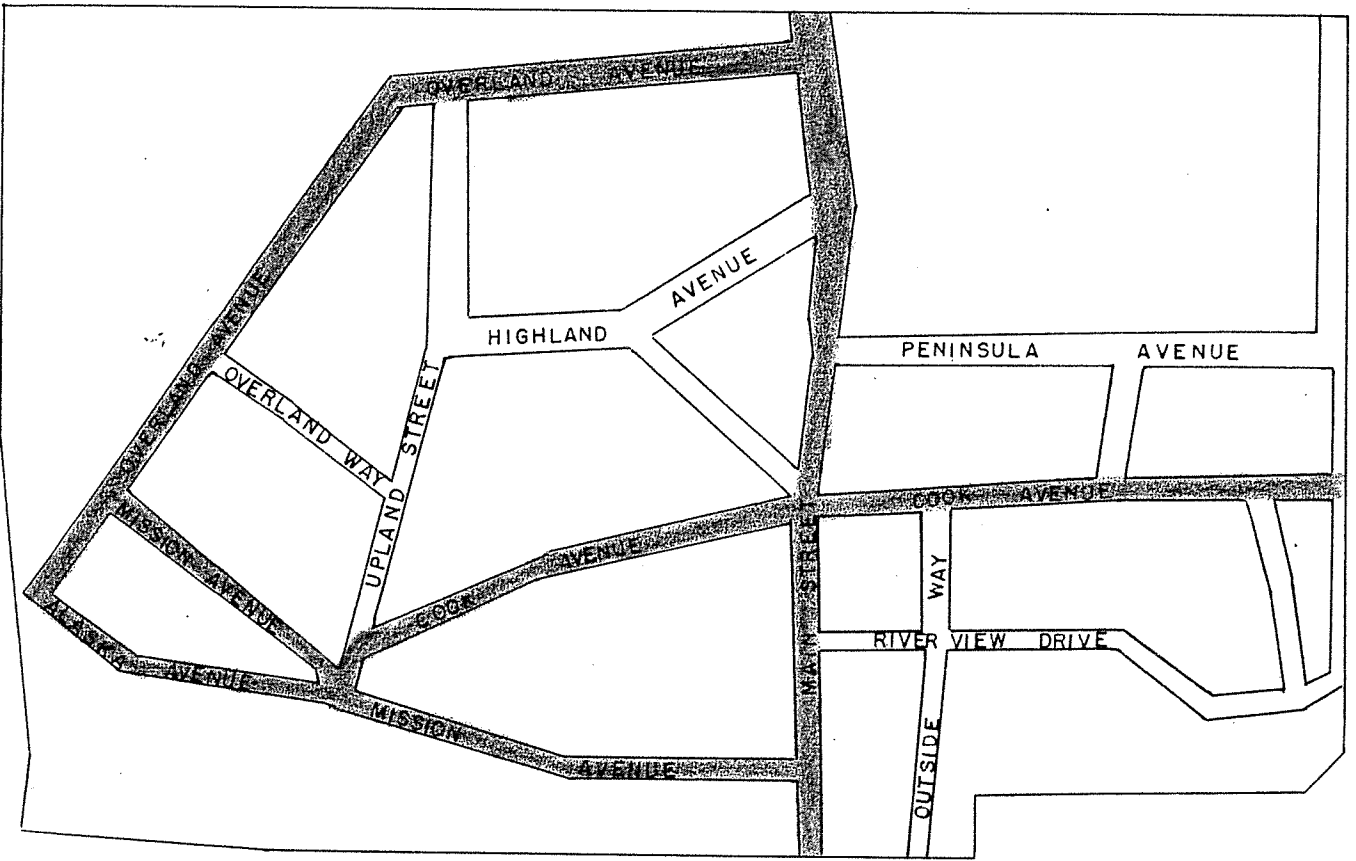 OVERLAND AVENUE
OVERLAND AVENUE
HIGHLAND AVENUE
PENINSULA AVENUE
OVERLAND WAY
UPLAND STREET
MISSION AVENUE
COOK AVENUE
COOK AVENUE
MAIN STREET
OUTSIDE WAY
RIVER VIEW DRIVE
ALASKA AVENUE
MISSION AVENUE